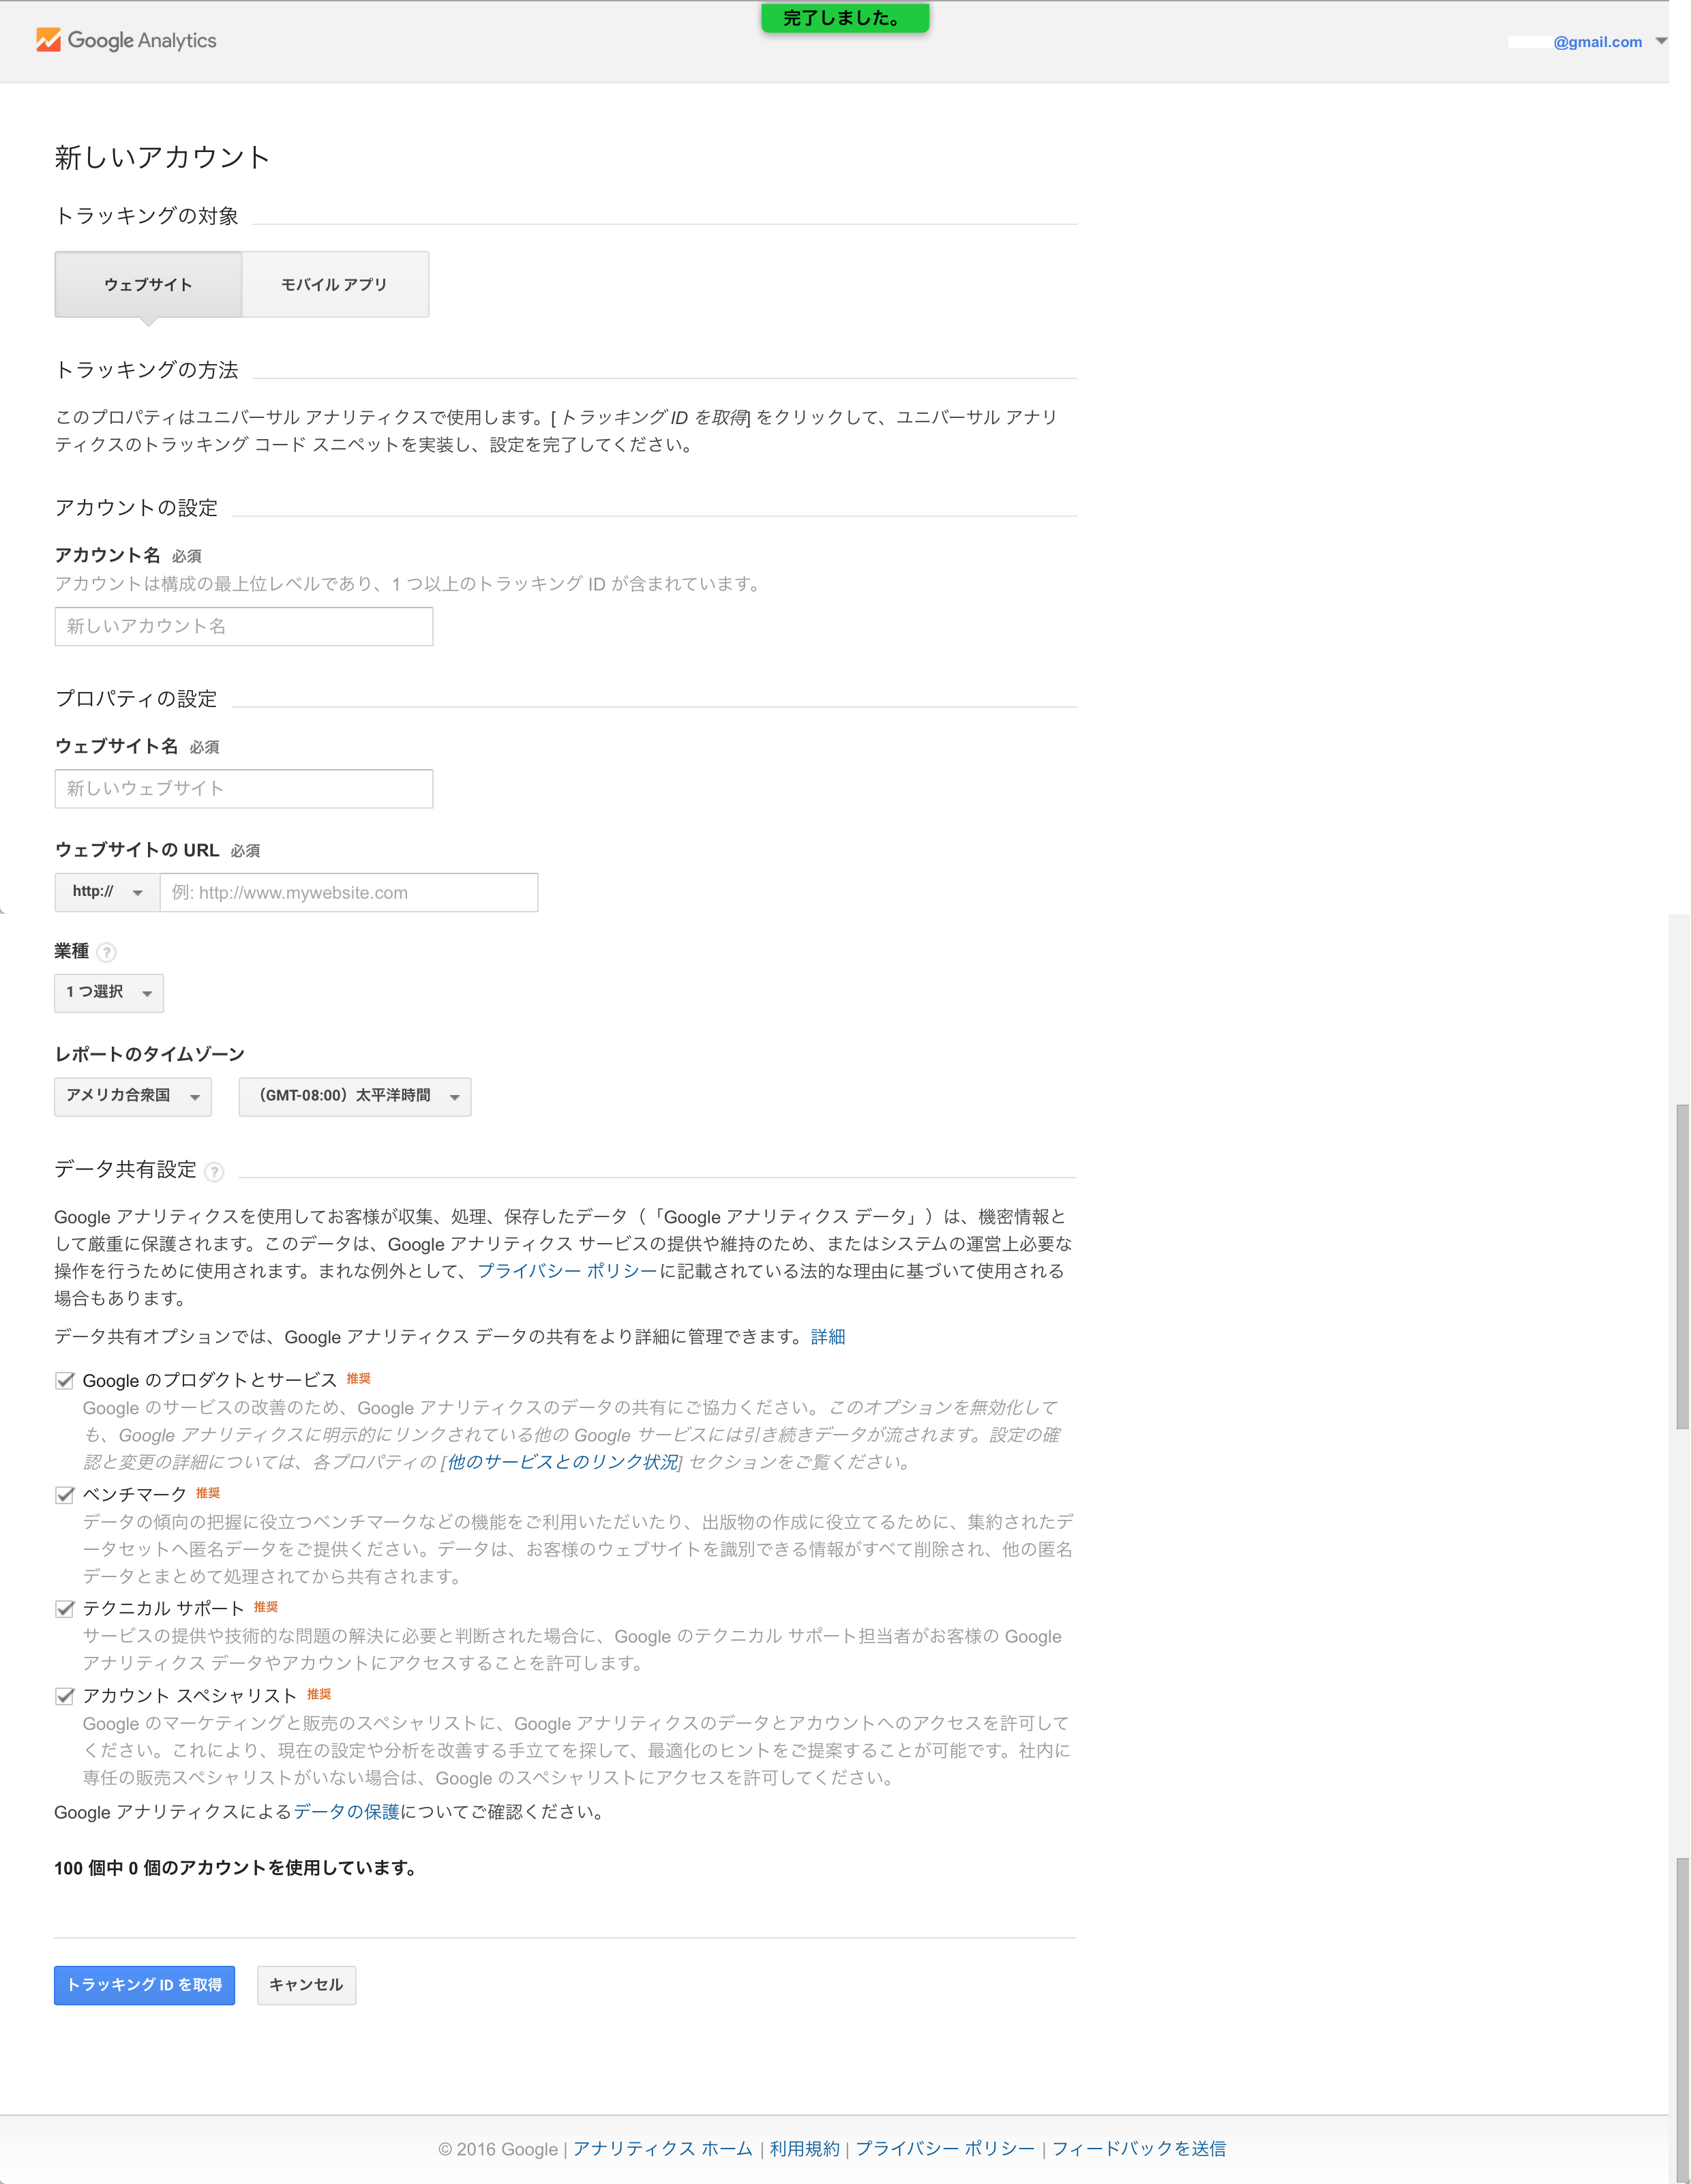 完了しました。
Google Analytics
@gmail.com
新しいアカウント
トラッキングの対象
ウェブサイト
モバイル アプリ
トラッキングの方法
このプロパティはユニバーサル アナリティクスで使用します。[トラッキング ID を取得] をクリックして、ユニバーサル アナリ
ティクスのトラッキング コード スニペットを実装し、設定を完了してください。
アカウントの設定
アカウント名 必須
アカウントは構成の最上位レベルであり、1 つ以上のトラッキング ID が含まれています。
新しいアカウント名
プロパティの設定
ウェブサイト名 必須
新しいウェブサイト
ウェブサイトの URL 必須
http:// 例: http://www.mywebsite.com
業種 ?
1 つ選択
レポートのタイムゾーン
アメリカ合衆国 (GMT-08:00) 太平洋時間
データ共有設定 ?
Google アナリティクスを使用してお客様が収集、処理、保存したデータ(「Google アナリティクス データ」)は、機密情報と
して厳重に保護されます。このデータは、Google アナリティクス サービスの提供や維持のため、またはシステムの運営上必要な
操作を行うために使用されます。まれな例外として、プライバシー ポリシーに記載されている法的な理由に基づいて使用される
場合もあります。
データ共有オプションでは、Google アナリティクス データの共有をより詳細に管理できます。詳細
Google のプロダクトとサービス 推奨
Google のサービスの改善のため、Google アナリティクスのデータの共有にご協力ください。このオプションを無効化して
も、Google アナリティクスに明示的にリンクされている他の Google サービスには引き続きデータが流されます。設定の確
認と変更の詳細については、各プロパティの [他のサービスとのリンク状況] セクションをご覧ください。
ベンチマーク 推奨
データの傾向の把握に役立つベンチマークなどの機能をご利用いただいたり、出版物の作成に役立てるために、集約されたデ
ータセットへ匿名データをご提供ください。データは、お客様のウェブサイトを識別できる情報がすべて削除され、他の匿名
データとまとめて処理されてから共有されます。
テクニカル サポート 推奨
サービスの提供や技術的な問題の解決に必要と判断された場合に、Google のテクニカル サポート担当者がお客様の Google
アナリティクス データやアカウントにアクセスすることを許可します。
アカウント スペシャリスト 推奨
Google のマーケティングと販売のスペシャリストに、Google アナリティクスのデータとアカウントへのアクセスを許可して
ください。これにより、現在の設定や分析を改善する手立てを探して、最適化のヒントをご提案することが可能です。社内に
専任の販売スペシャリストがいない場合は、Google のスペシャリストにアクセスを許可してください。
Google アナリティクスによるデータの保護についてご確認ください。
100 個中 0 個のアカウントを使用しています。
トラッキング ID を取得
キャンセル
© 2016 Google | アナリティクス ホーム | 利用規約 | プライバシー ポリシー | フィードバックを送信